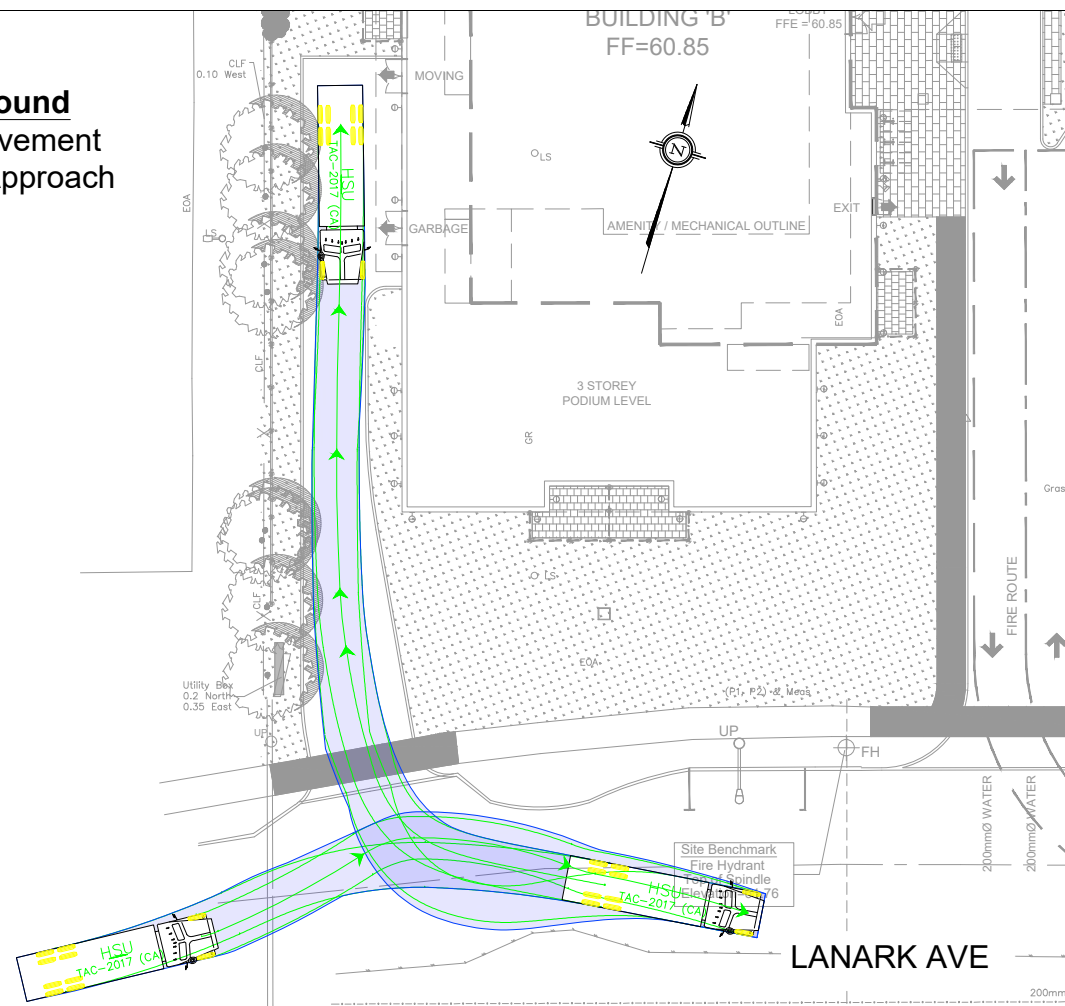 BUILDING 'B'
FF=60.85
FFE = 60.85
CLF
0.10 West
MOVING
EOA
LS
HSU
TAC-2017 (CA)
N
LS
GARBAGE
AMENITY / MECHANICAL OUTLINE
EXIT
EOA
CLF
3 STOREY
PODIUM LEVEL
GR
LS
CLF
EOA
FIRE ROUTE
Utility Box
0.2 North
0.35 East
UP
(P1, P2) & Meas
UP
FH
200mmØ WATER
200mmØ WATER
Site Benchmark
Fire Hydrant
Top of Spindle
HSU
TAC-2017 (CA
HSU
TAC-2017 (CA)
LANARK AVE
200mm